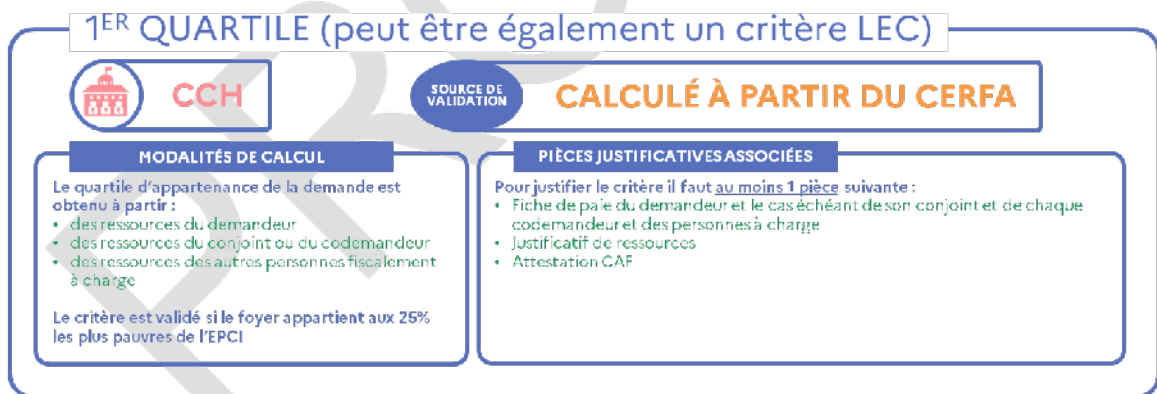 1ER QUARTILE (peut être également un critère LEC)
CCH
SOURCE DE
VALIDATION
CALCULÉ À PARTIR DU CERFA
MODALITÉS DE CALCUL
Le quartile d'appartenance de la demande est
obtenu à partir :
• des ressources du demandeur
• des ressources du conjoint ou du codemandeur
• des ressources des autres personnes fiscalement
à charge
Le critère est validé si le foyer appartient aux 25%
les plus pauvres de l'EPCI
PIÈCES JUSTIFICATIVES ASSOCIÉES
Pour justifier le critère il faut au moins 1 pièce suivante :
• Fiche de paie du demandeur et le cas échéant de son conjoint et de chaque
codemandeur et des personnes à charge
• Justificatif de ressources
• Attestation CAF